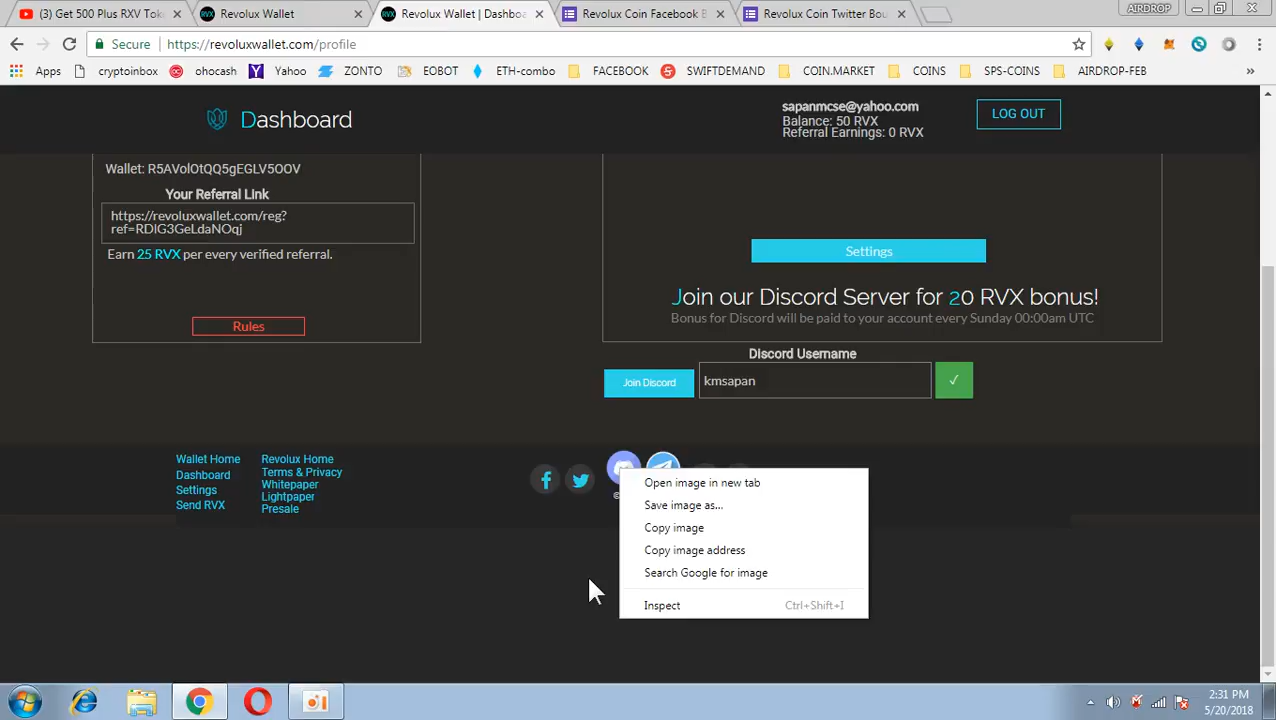 (3) Get 500 Plus RXV Tok
Revolux Wallet
Revolux Wallet | Dashboa
Revolux Coin Facebook B
Revolux Coin Twitter Bou
AIRDROP
Secure
https://revoluxwallet.com/profile
Apps
cryptoinbox
ohocash
Yahoo
ZONTO
EOBOT
ETH-combo
FACEBOOK
SWIFTDEMAND
COIN.MARKET
COINS
SPS-COINS
AIRDROP-FEB
»
Dashboard
sapanmcse@yahoo.com
Balance: 50 RVX
Referral Earnings: 0 RVX
LOG OUT
Wallet: R5AVolOtQQ5gEGLV5OOV
Your Referral Link
https://revoluxwallet.com/reg?
ref=RDIG3GeLdaNOqj
Earn 25 RVX per every verified referral.
Rules
Settings
Join our Discord Server for 20 RVX bonus!
Bonus for Discord will be paid to your account every Sunday 00:00am UTC
Discord Username
Join Discord
kmsapan
✓
Wallet Home
Dashboard
Settings
Send RVX
Revolux Home
Terms & Privacy
Whitepaper
Lightpaper
Presale
©
Open image in new tab
Save image as...
Copy image
Copy image address
Search Google for image
Inspect
Ctrl+Shift+I
2:31 PM
5/20/2018